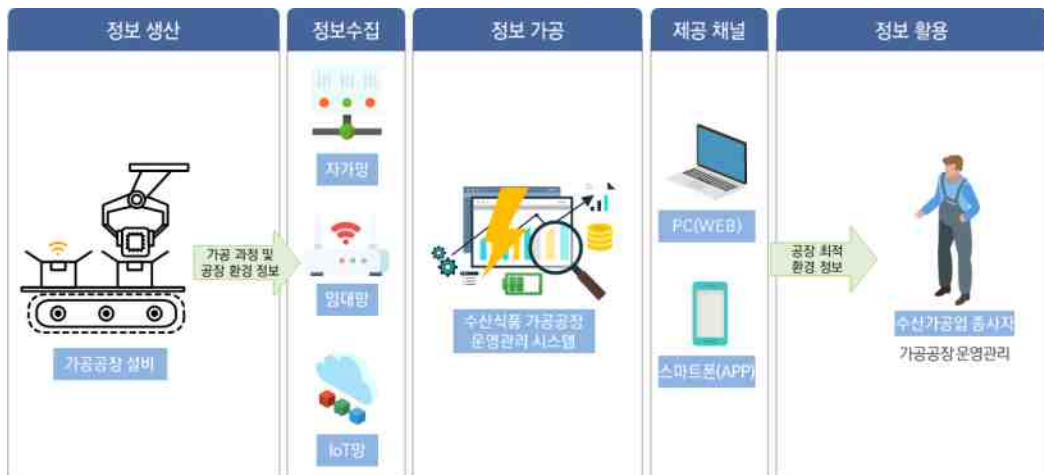 정보 생산
정보수집
정보 가공
제공 채널
정보 활용
가공공장 설비
가공 과정 및
공장 환경 정보
자가망
임대망
IoT망
수산식품 가공공장
운영관리 시스템
PC(WEB)
스마트폰(APP)
공장 최적
환경 정보
수산가공업 종사자
가공공장 운영관리